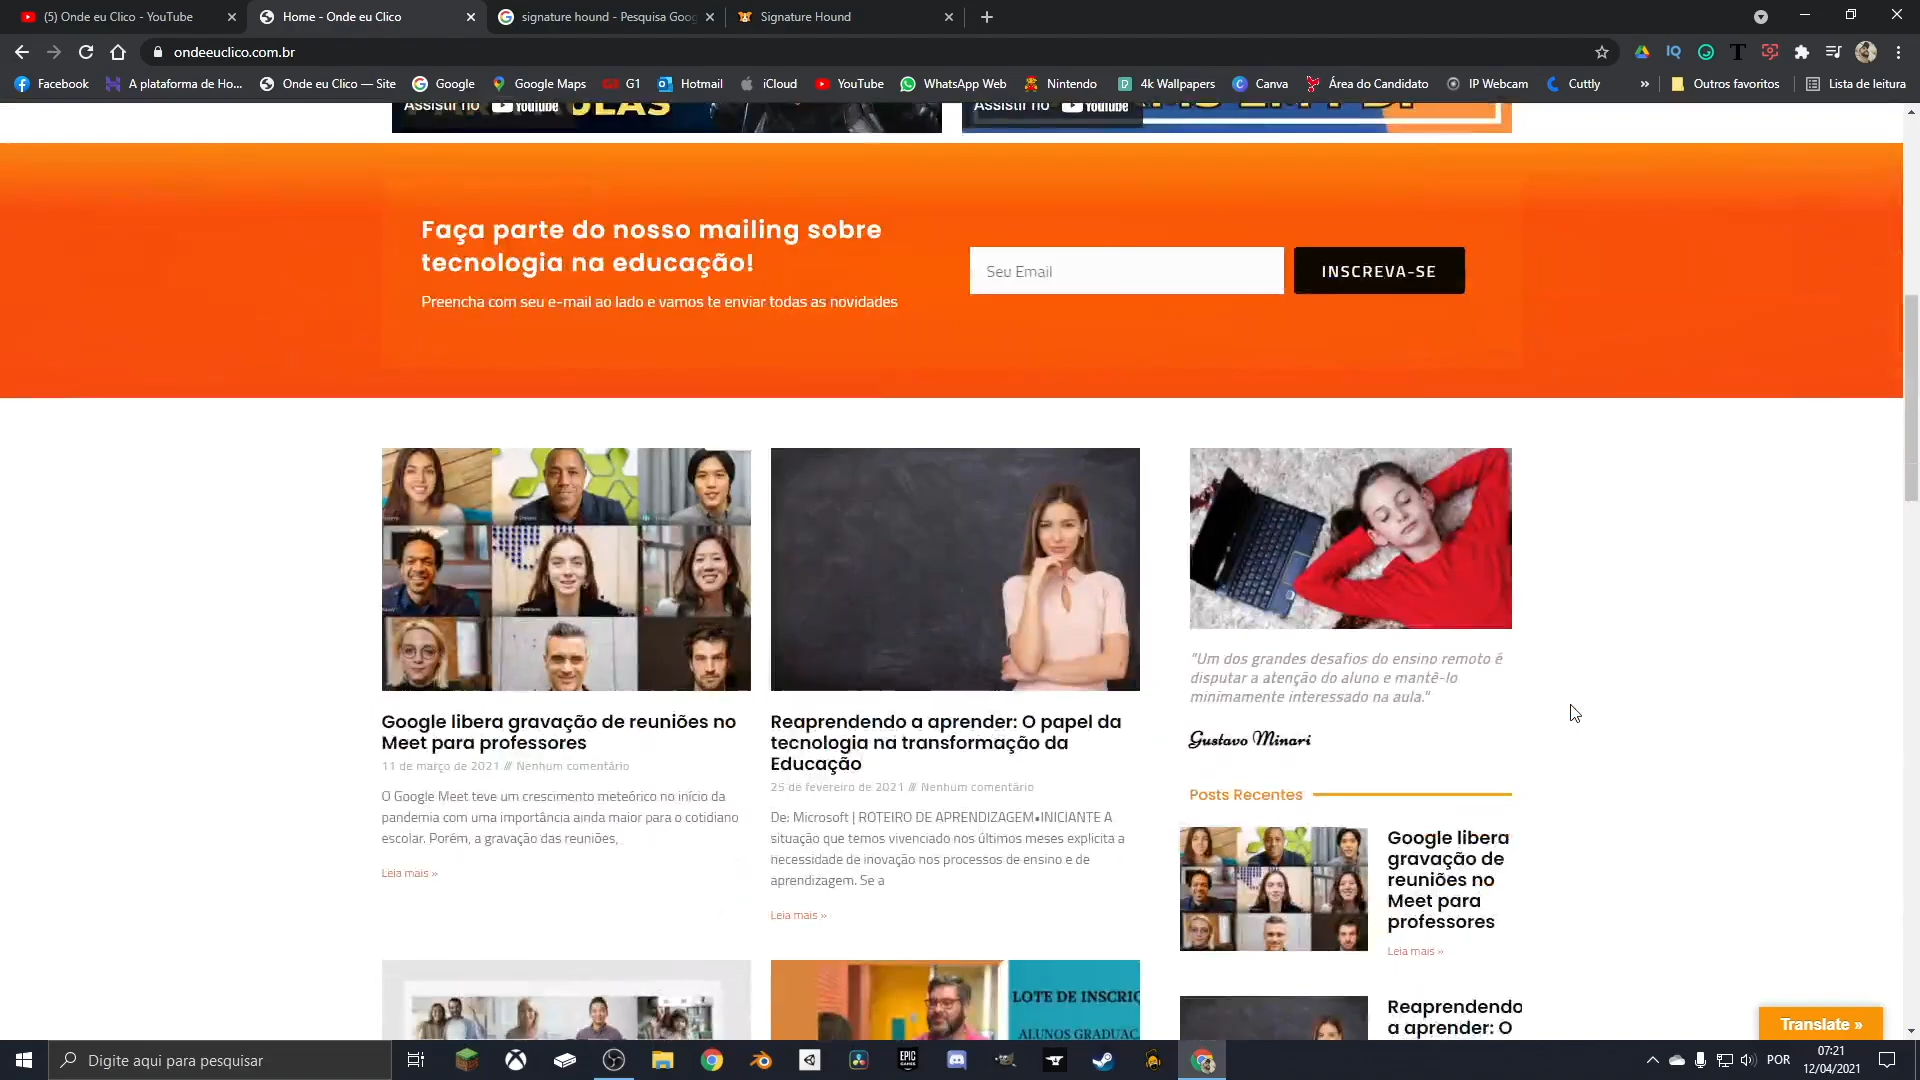 (5) Onde eu Clico - YouTube
Home - Onde eu Clico
signature hound - Pesquisa Goog
Signature Hound
ondeeuclico.com.br
Facebook
A plataforma de Ho...
Onde eu Clico — Site
Google
Google Maps
G1
Hotmail
iCloud
YouTube
WhatsApp Web
Nintendo
4k Wallpapers
Canva
Área do Candidato
IP Webcam
Cuttly
»
Outros favoritos
Lista de leitura
Assistir no YouTube
Assistir no YouTube
Faça parte do nosso mailing sobre
tecnologia na educação!
Preencha com seu e-mail ao lado e vamos te enviar todas as novidades
Seu Email
INSCREVA-SE
Google libera gravação de reuniões no
Meet para professores
11 de março de 2021 /// Nenhum comentário
O Google Meet teve um crescimento meteórico no início da
pandemia com uma importância ainda maior para o cotidiano
escolar. Porém, a gravação das reuniões,
Leia mais »
Reaprendendo a aprender: O papel da
tecnologia na transformação da
Educação
25 de fevereiro de 2021 /// Nenhum comentário
De: Microsoft | ROTEIRO DE APRENDIZAGEM•INICIANTE A
situação que temos vivenciado nos últimos meses explicita a
necessidade de inovação nos processos de ensino e de
aprendizagem. Se a
Leia mais »
"Um dos grandes desafios do ensino remoto é
disputar a atenção do aluno e mantê-lo
minimamente interessado na aula."
Gustavo Minari
Posts Recentes
Google libera
gravação de
reuniões no
Meet para
professores
Leia mais »
Reaprendendo
a aprender: O
LOTE DE INSCRIÇ
ALUNOS GRADUAC
Translate »
Digite aqui para pesquisar
EPIC
GAMES
POR
07:21
12/04/2021